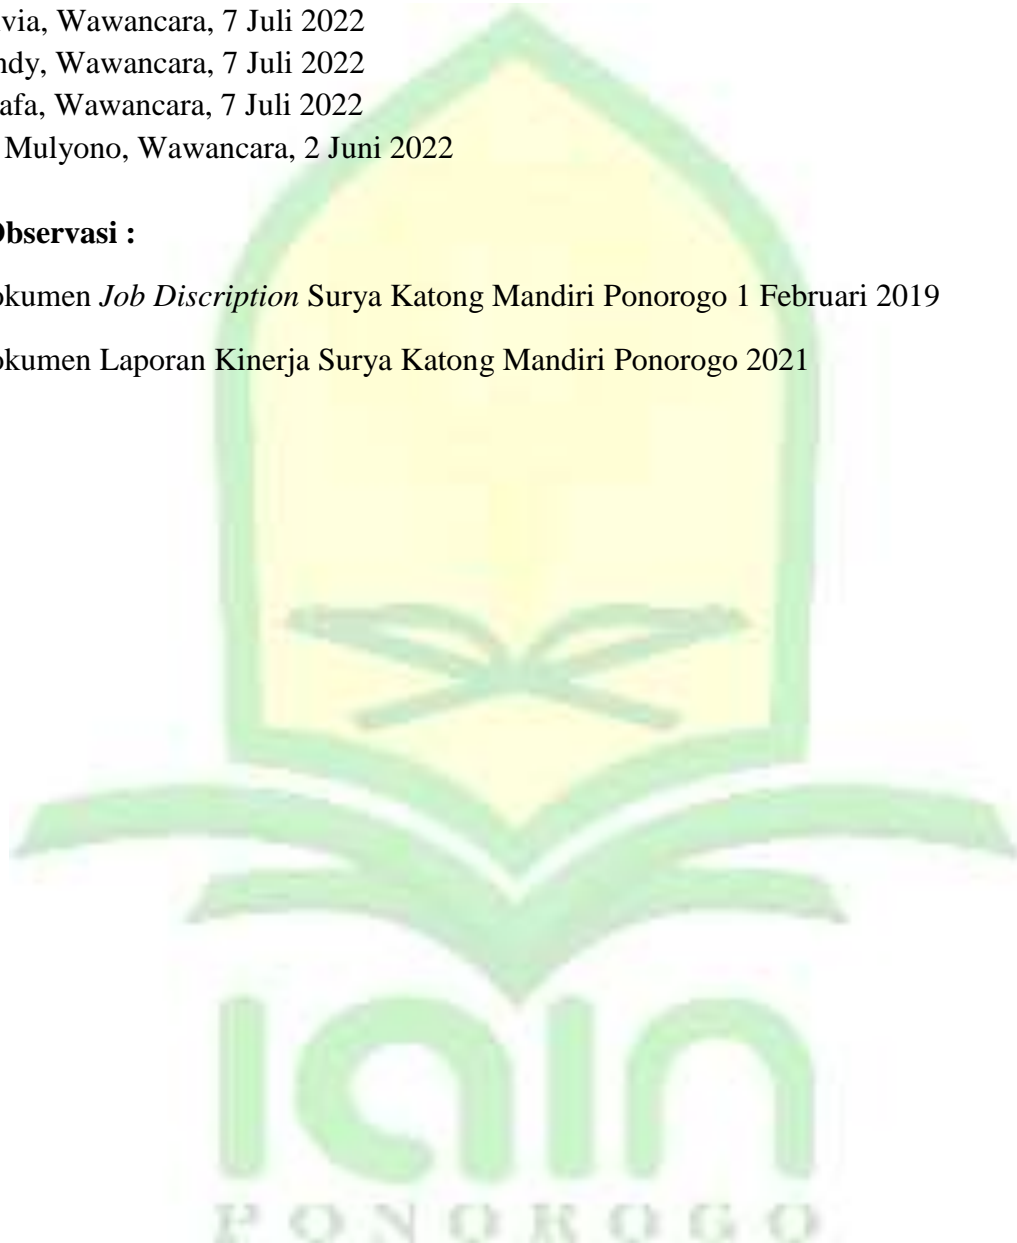 via, Wawancara, 7 Juli 2022
ndy, Wawancara, 7 Juli 2022
afa, Wawancara, 7 Juli 2022
Mulyono, Wawancara, 2 Juni 2022
Observasi :
okumen Job Discription Surya Katong Mandiri Ponorogo 1 Februari 2019
okumen Laporan Kinerja Surya Katong Mandiri Ponorogo 2021
iain
PONOROGO